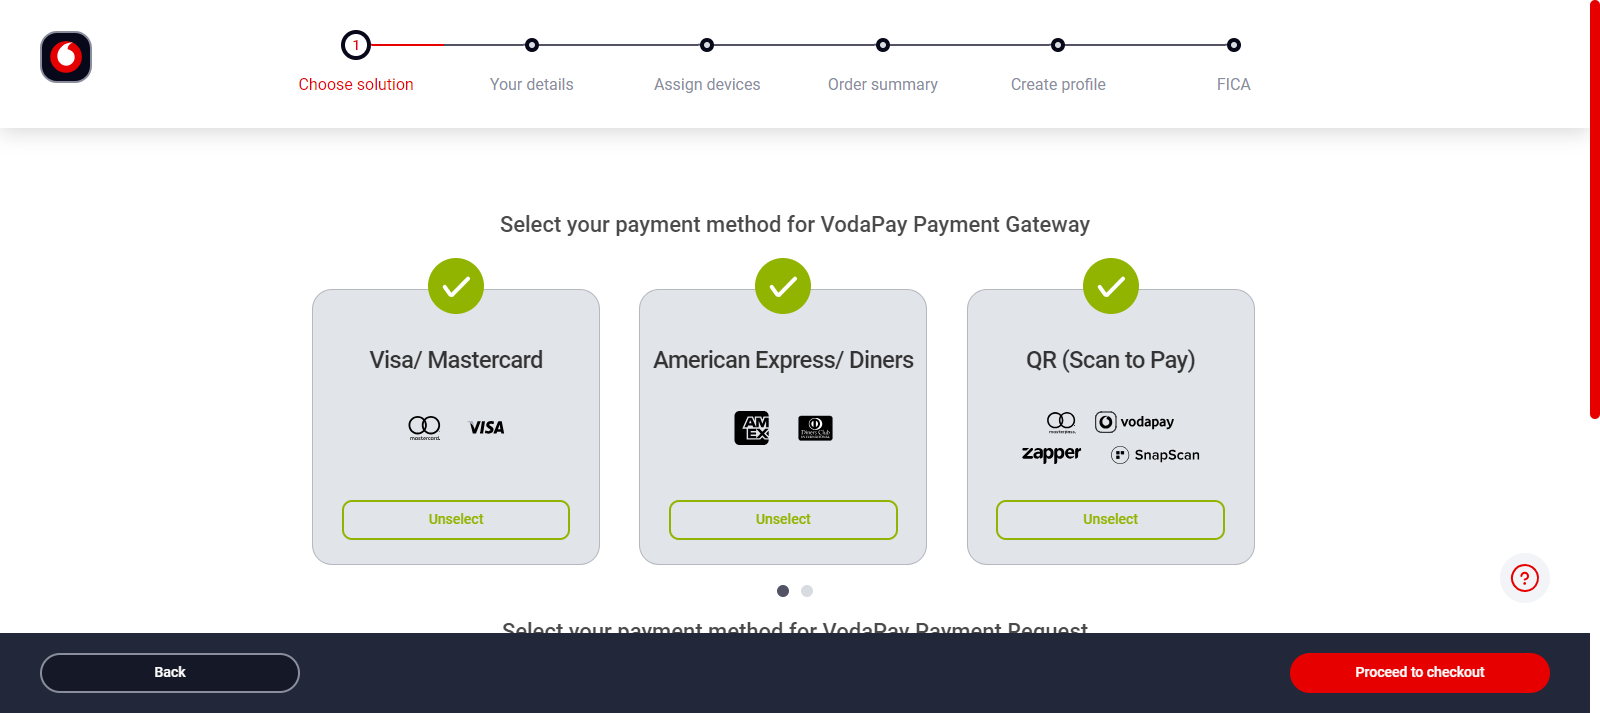 1
Choose solution
Your details
Assign devices
Order summary
Create profile
FICA
Select your payment method for VodaPay Payment Gateway
Visa/ Mastercard
American Express/ Diners
QR (Scan to Pay)
mastercard.
VISA
AM
EX
Diners Club
INTERNATIONAL
masterpass.
vodapay
zapper
SnapScan
Unselect
Unselect
Unselect
?
Select your payment method for VodaPay Payment Request
Back
Proceed to checkout